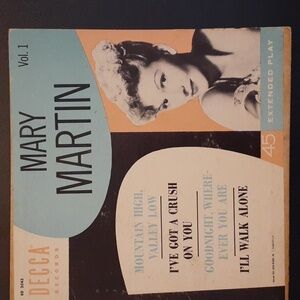 MARY
MARTIN
Vol. 1
45 EXTENDED PLAY
DECCA
RECORDS
MOUNTAIN HIGH,
VALLEY LOW
I'VE GOT A CRUSH
ON YOU
GOODNIGHT, WHERE-
EVER YOU ARE
I'LL WALK ALONE